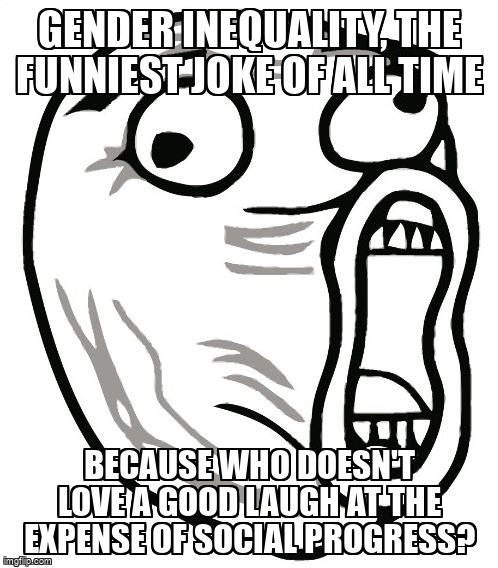 GENDER INEQUALITY, THE
FUNNIEST JOKE OF ALL TIME
BECAUSE WHO DOESN'T
LOVE A GOOD LAUGH AT THE
EXPENSE OF SOCIAL PROGRESS?
imgflip.com